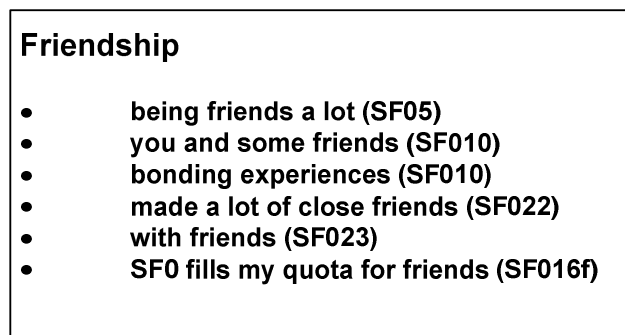 Friendship
• being friends a lot (SF05)
• you and some friends (SF010)
• bonding experiences (SF010)
• made a lot of close friends (SF022)
• with friends (SF023)
• SF0 fills my quota for friends (SF016f)